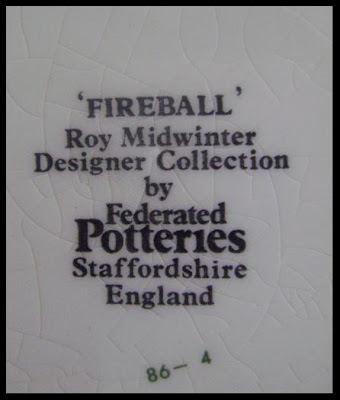 'FIREBALL'
Roy Midwinter
Designer Collection
by
Federated
Potteries
Staffordshire
England
86 – 4